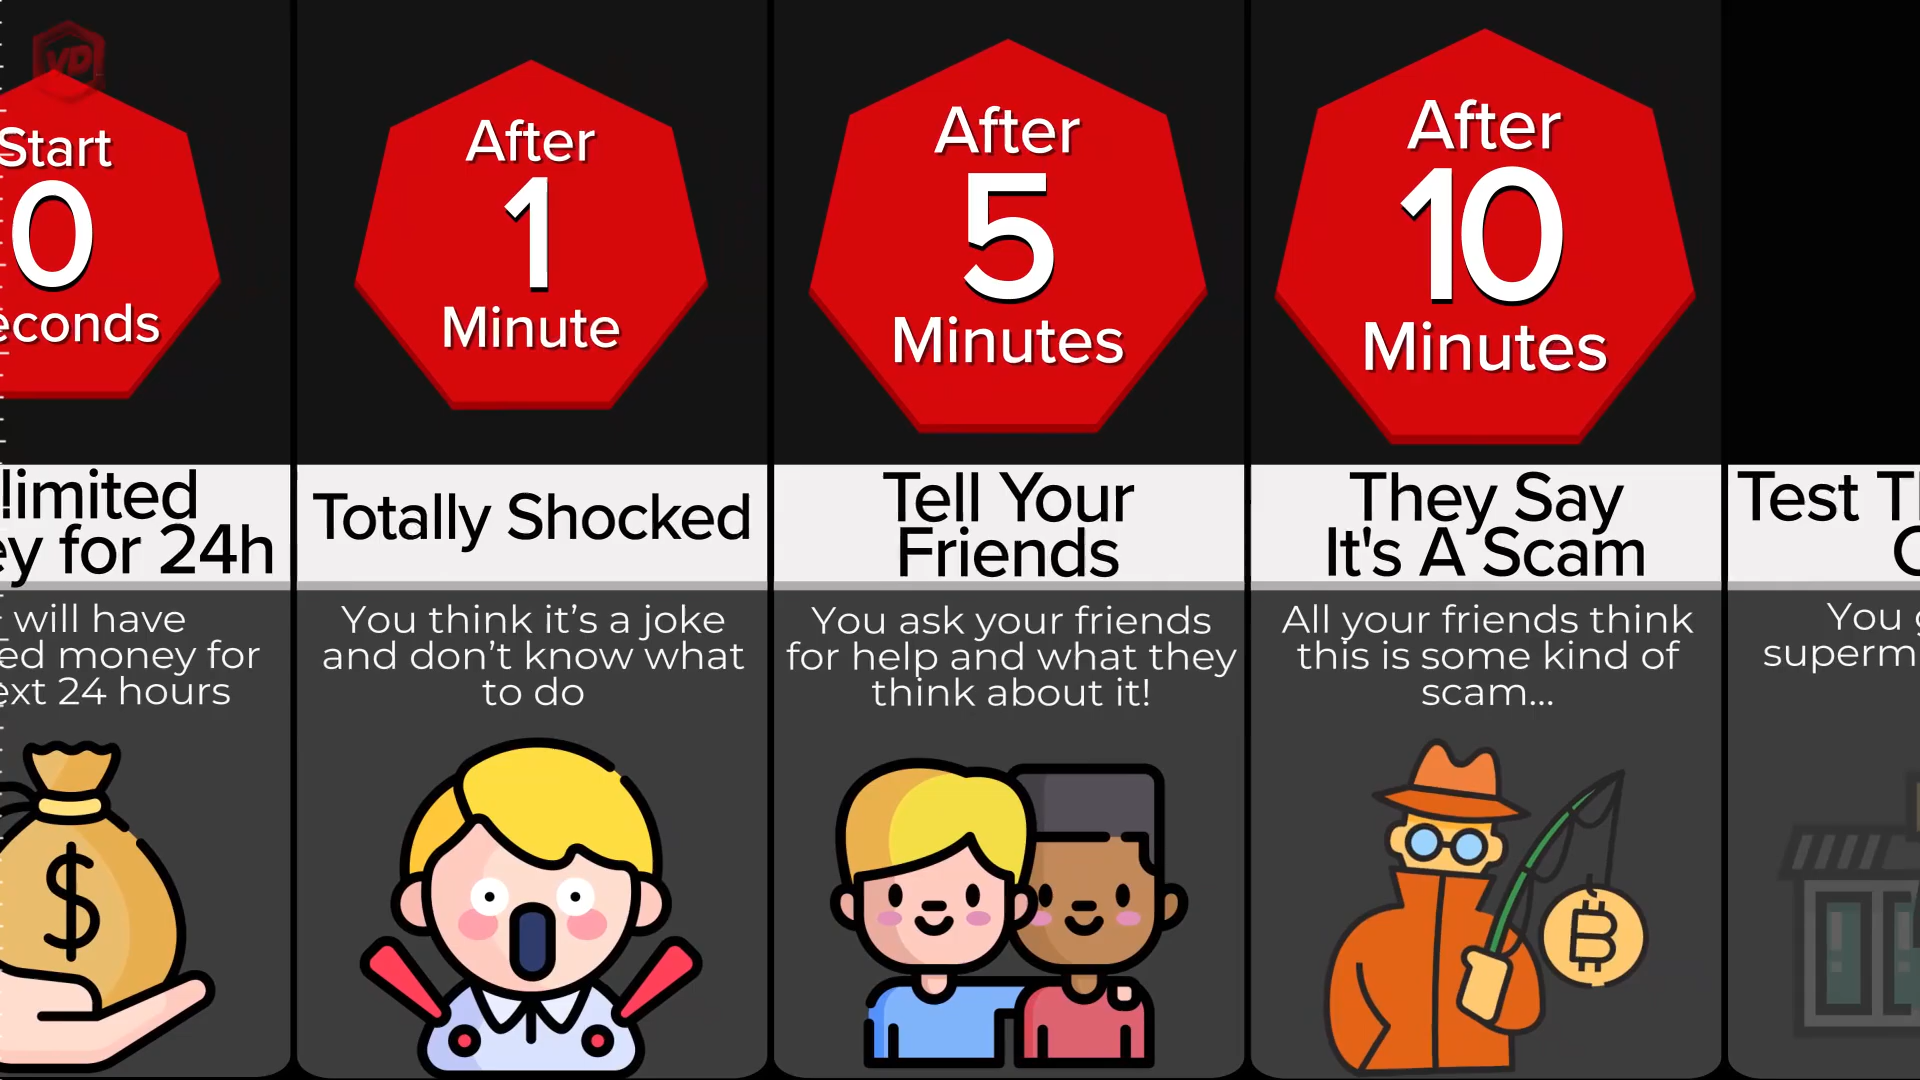 VD
Start
0
econds
limited
ey for 24h
will have
ed money for
ext 24 hours
After
1
Minute
Totally Shocked
You think it’s a joke
and don’t know what
to do
After
5
Minutes
Tell Your
Friends
You ask your friends
for help and what they
think about it!
After
10
Minutes
They Say
It's A Scam
All your friends think
this is some kind of
scam...
Test
You
superm